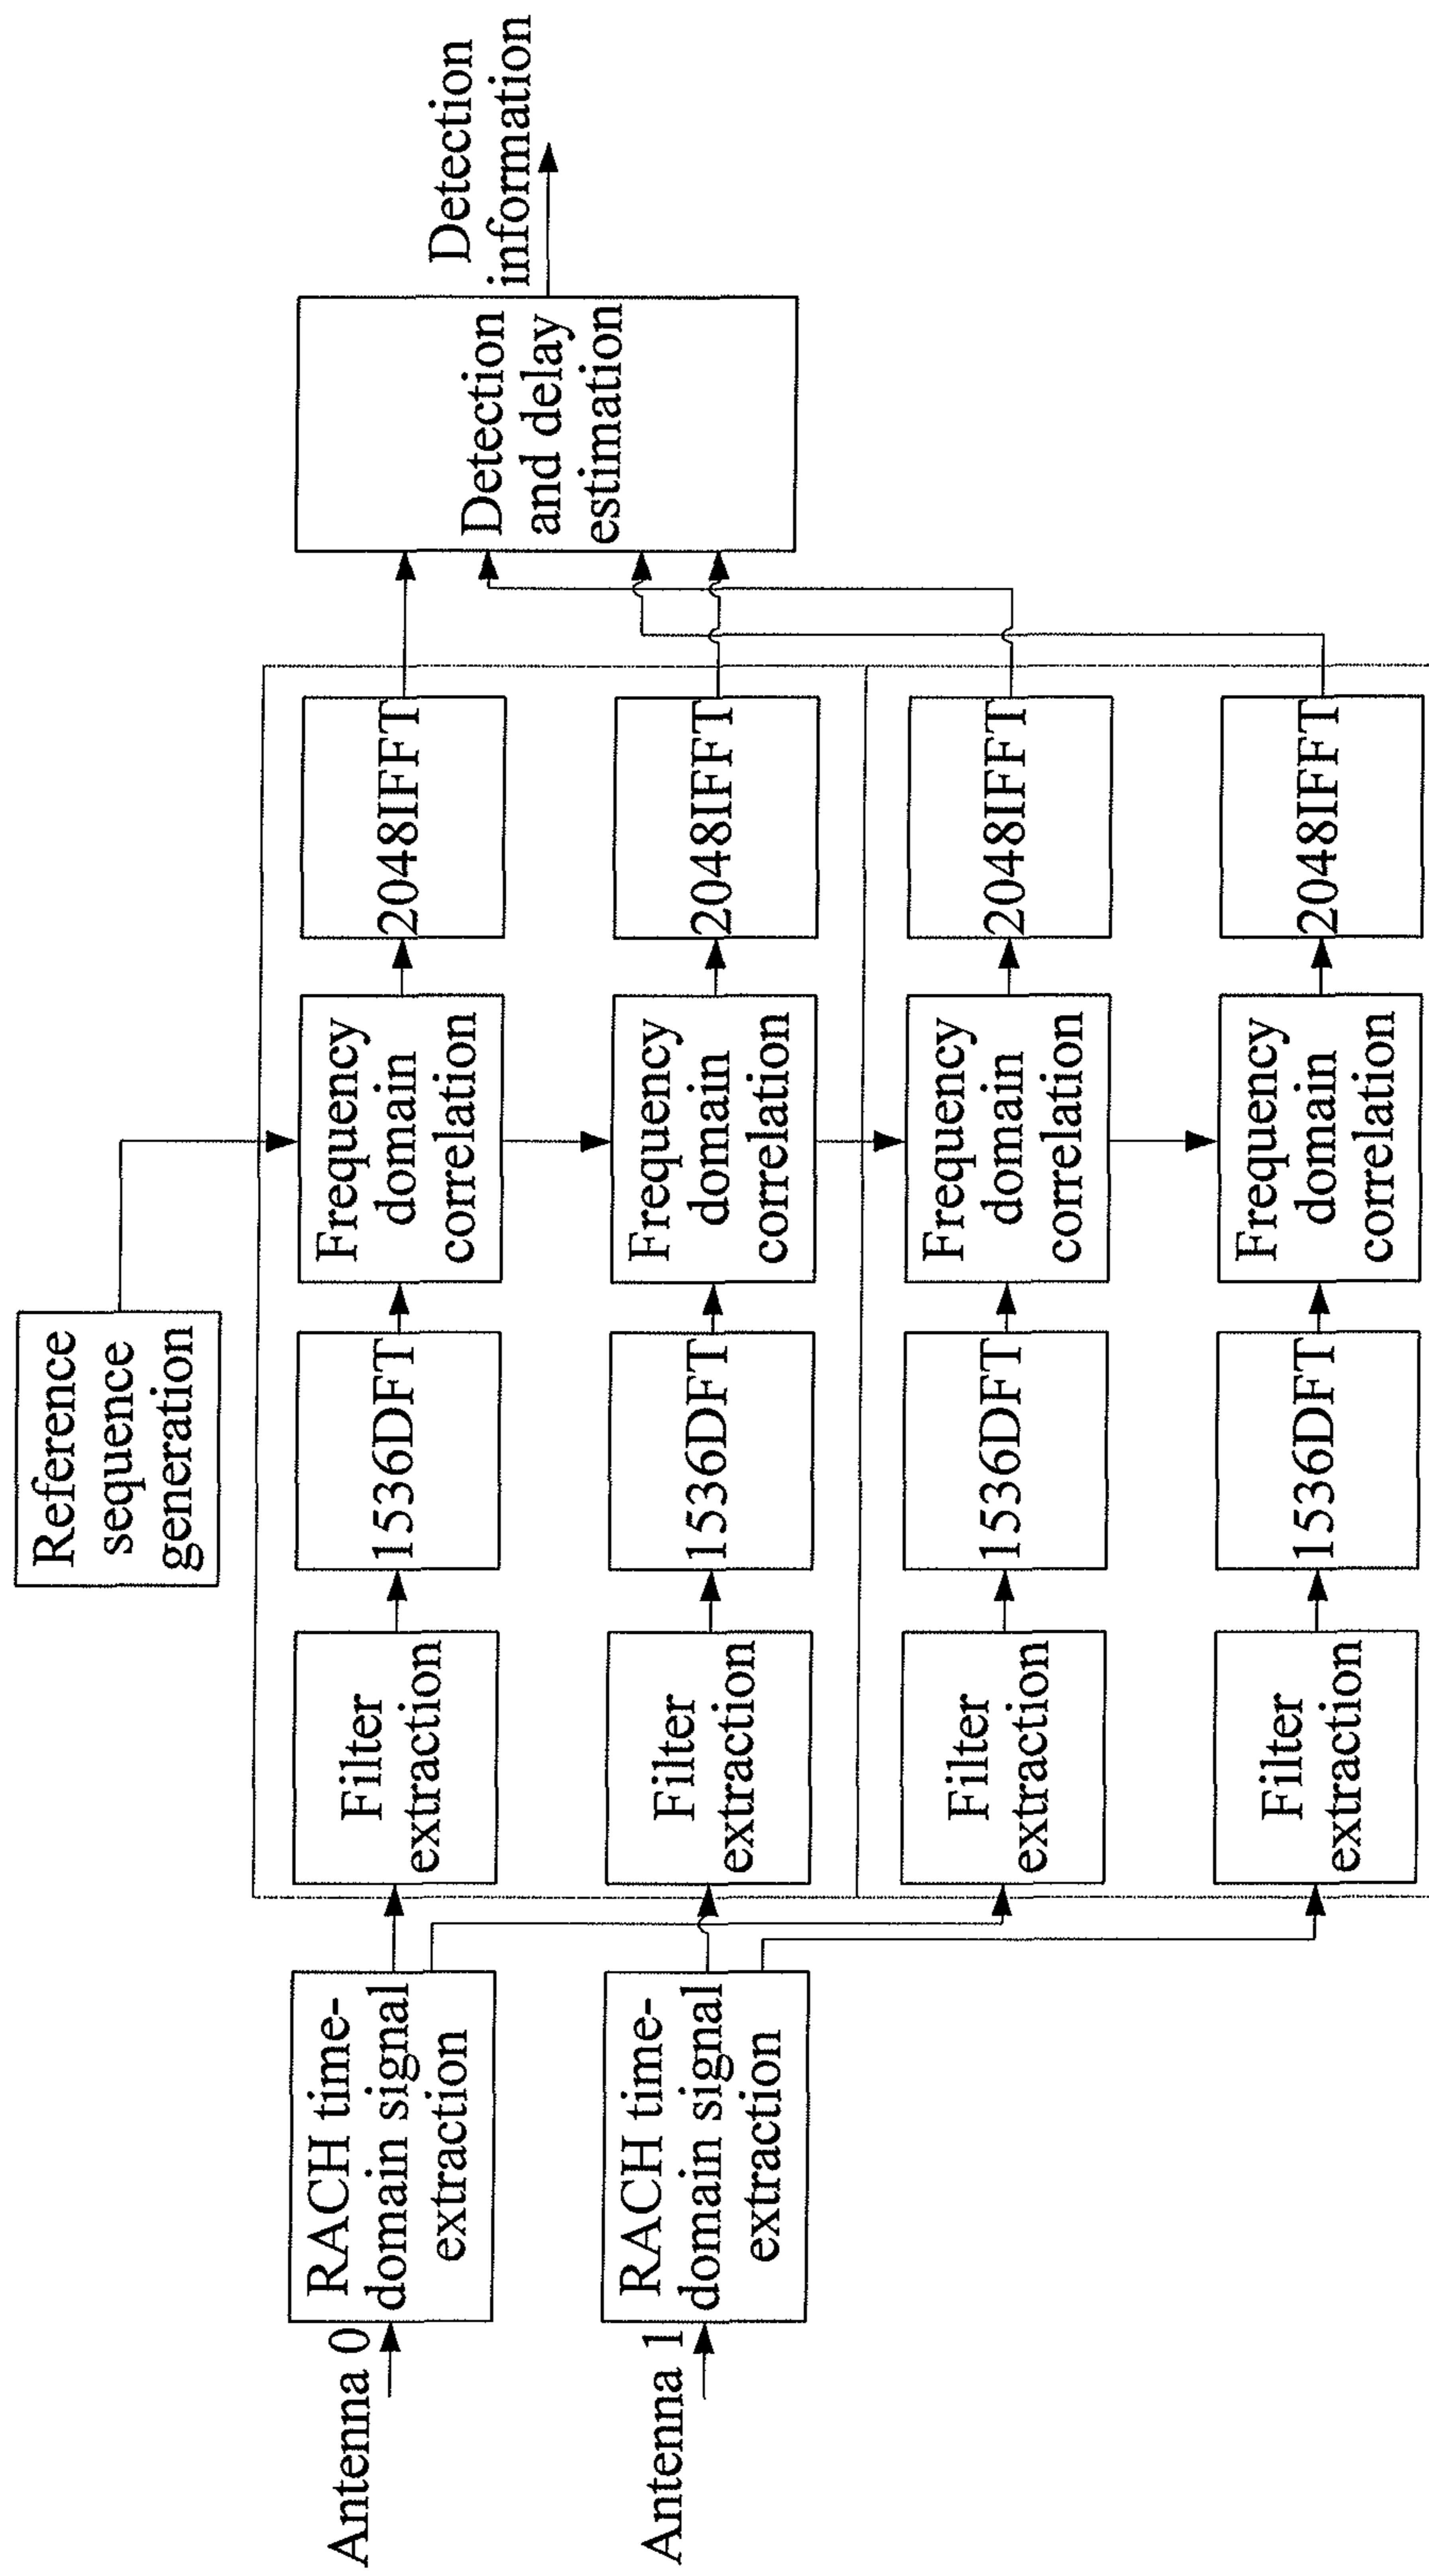 Reference
sequence
generation
Antenna 0
RACH time-
domain signal
extraction
Filter
extraction
1536DFT
Frequency
domain
correlation
2048IFFT
Detection
and delay
estimation
Detection
information
Antenna 1
RACH time-
domain signal
extraction
Filter
extraction
1536DFT
Frequency
domain
correlation
2048IFFT
Filter
extraction
1536DFT
Frequency
domain
correlation
2048IFFT
Filter
extraction
1536DFT
Frequency
domain
correlation
2048IFFT